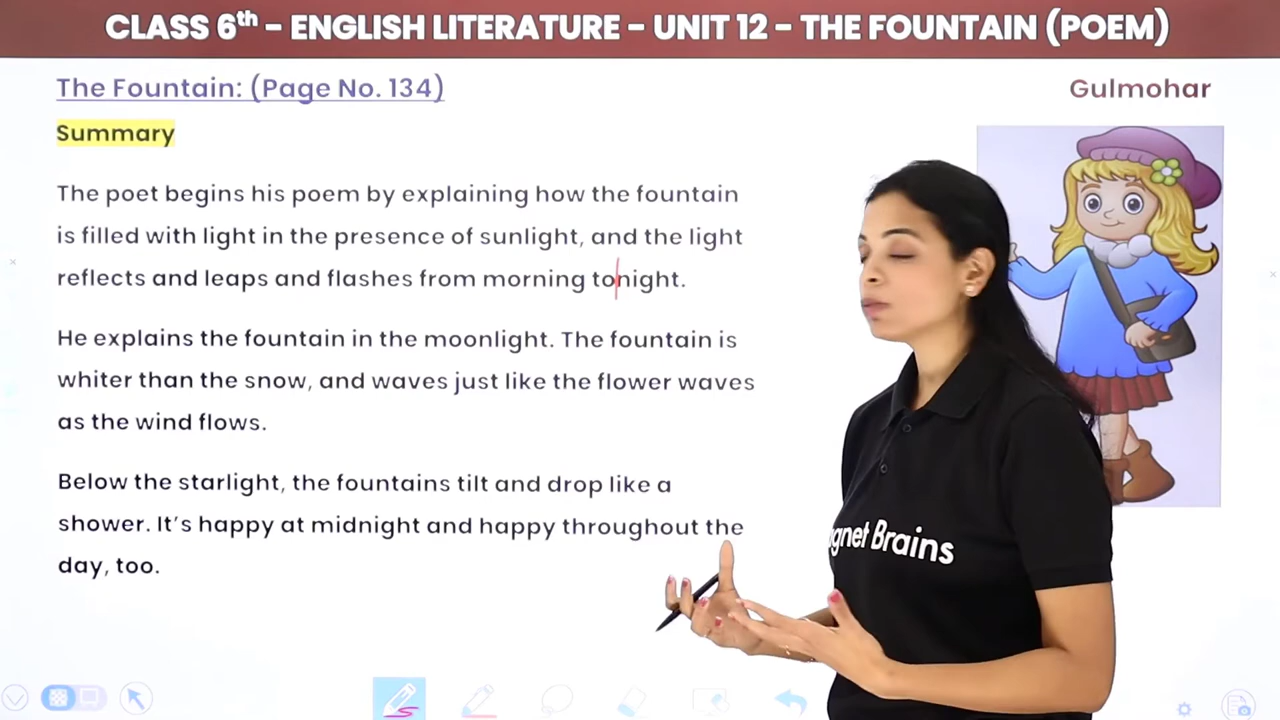 CLASS 6th - ENGLISH LITERATURE - UNIT 12 - THE FOUNTAIN (POEM)
The Fountain: (Page No. 134)
Gulmohar
Summary
The poet begins his poem by explaining how the fountain
is filled with light in the presence of sunlight, and the light
reflects and leaps and flashes from morning tonight.
He explains the fountain in the moonlight. The fountain is
whiter than the snow, and waves just like the flower waves
as the wind flows.
Below the starlight, the fountains tilt and drop like a
shower. It's happy at midnight and happy throughout the
day, too.
gnet Brains